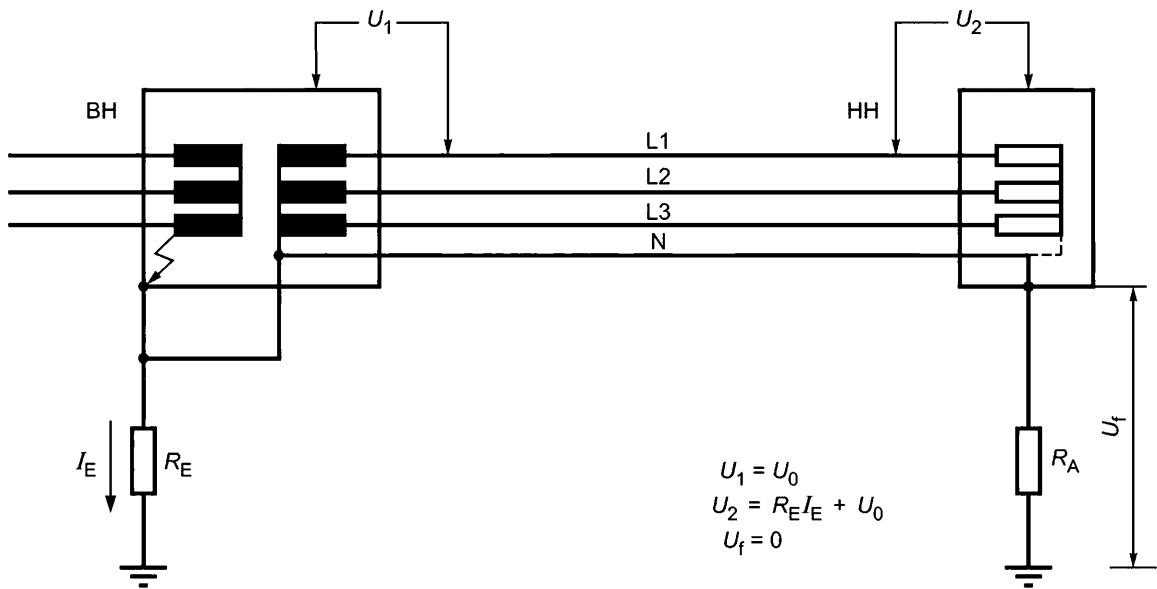 U1
U2
BH
HH
L1
L2
L3
N
IE
RE
RA
Uf
U1 = U0
U2 = REIE + U0
Uf = 0